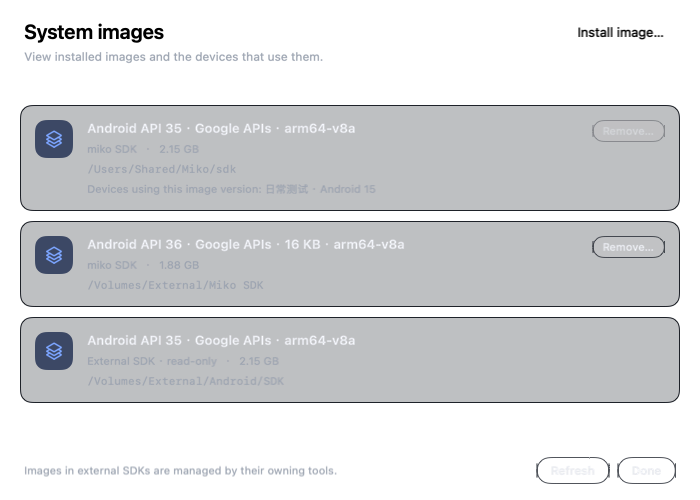 System images
Install image...
View installed images and the devices that use them.
Android API 35 · Google APIs · arm64-v8a
Remove...
miko SDK · 2.15 GB
/Users/Shared/Miko/sdk
Devices using this image version: 日常测试 · Android 15
Android API 36 · Google APIs · 16 KB · arm64-v8a
Remove...
miko SDK · 1.88 GB
/Volumes/External/Miko SDK
Android API 35 · Google APIs · arm64-v8a
External SDK · read-only · 2.15 GB
/Volumes/External/Android/SDK
Images in external SDKs are managed by their owning tools.
Refresh
Done